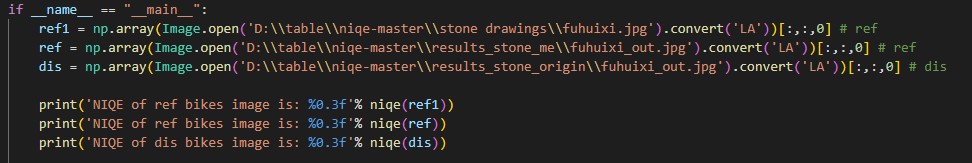 if __name__ == "__main__":
    ref1 = np.array(Image.open('D:\\table\\niqe-master\\stone drawings\\fuhuixi.jpg').convert('LA'))[:,:,0] # ref
    ref = np.array(Image.open('D:\\table\\niqe-master\\results_stone_me\\fuhuixi_out.jpg').convert('LA'))[:,:,0] # ref
    dis = np.array(Image.open('D:\\table\\niqe-master\\results_stone_origin\\fuhuixi_out.jpg').convert('LA'))[:,:,0] # dis
    print('NIQE of ref bikes image is: %0.3f'% niqe(ref1))
    print('NIQE of ref bikes image is: %0.3f'% niqe(ref))
    print('NIQE of dis bikes image is: %0.3f'% niqe(dis))